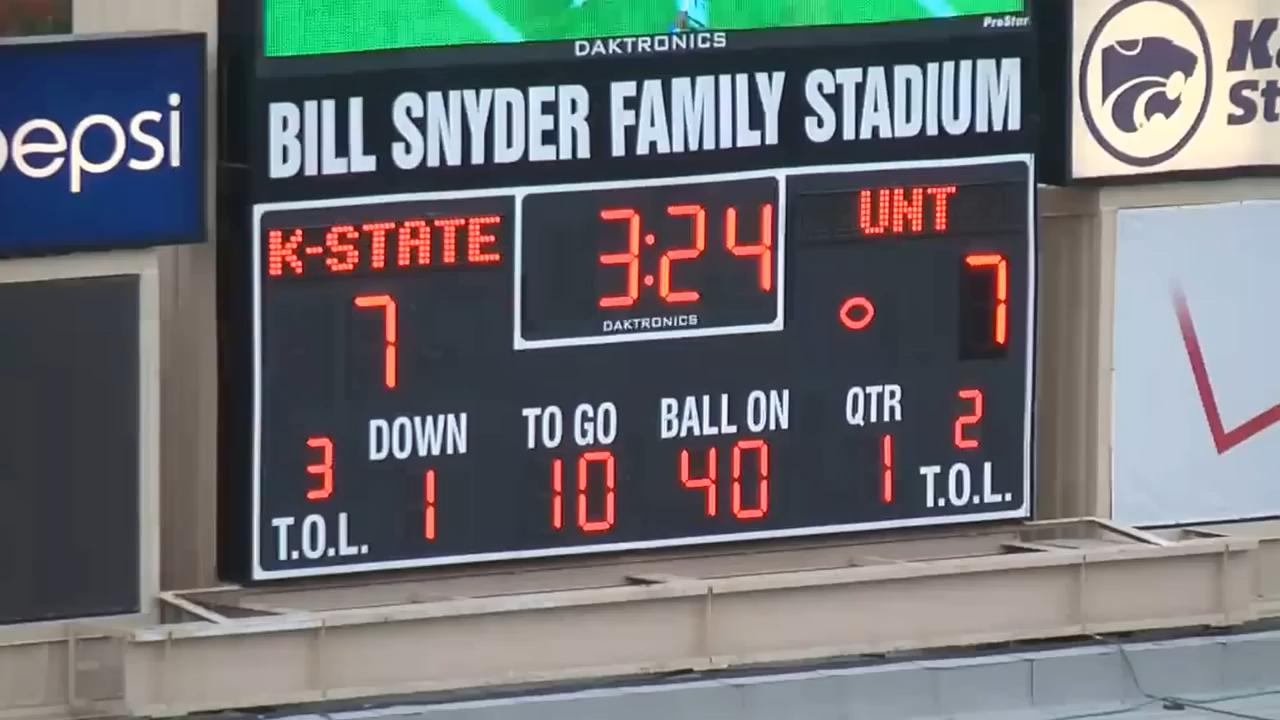 ProStar
DAKTRONICS
pepsi
BILL SNYDER FAMILY STADIUM
K-STATE
3:24
UNT
7
DAKTRONICS
7
DOWN
TO GO
BALL ON
QTR
3
1
10
40
1
2
T.O.L.
T.O.L.